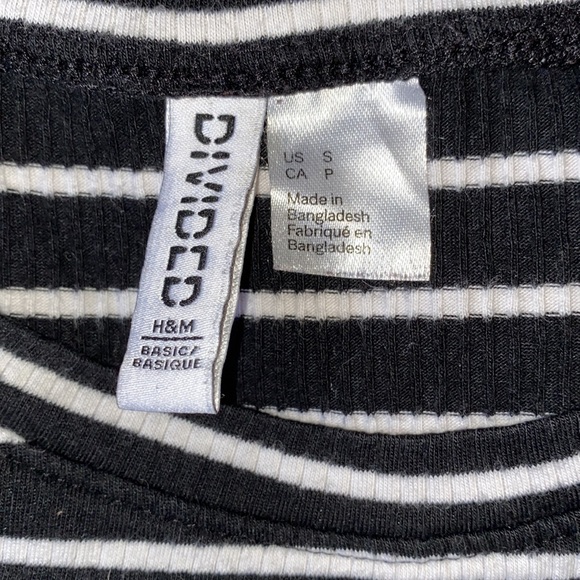 DIVIDED
H&M
BASIC/
BASIQUE
US S
CA P
Made in
Bangladesh
Fabriqué en
Bangladesh